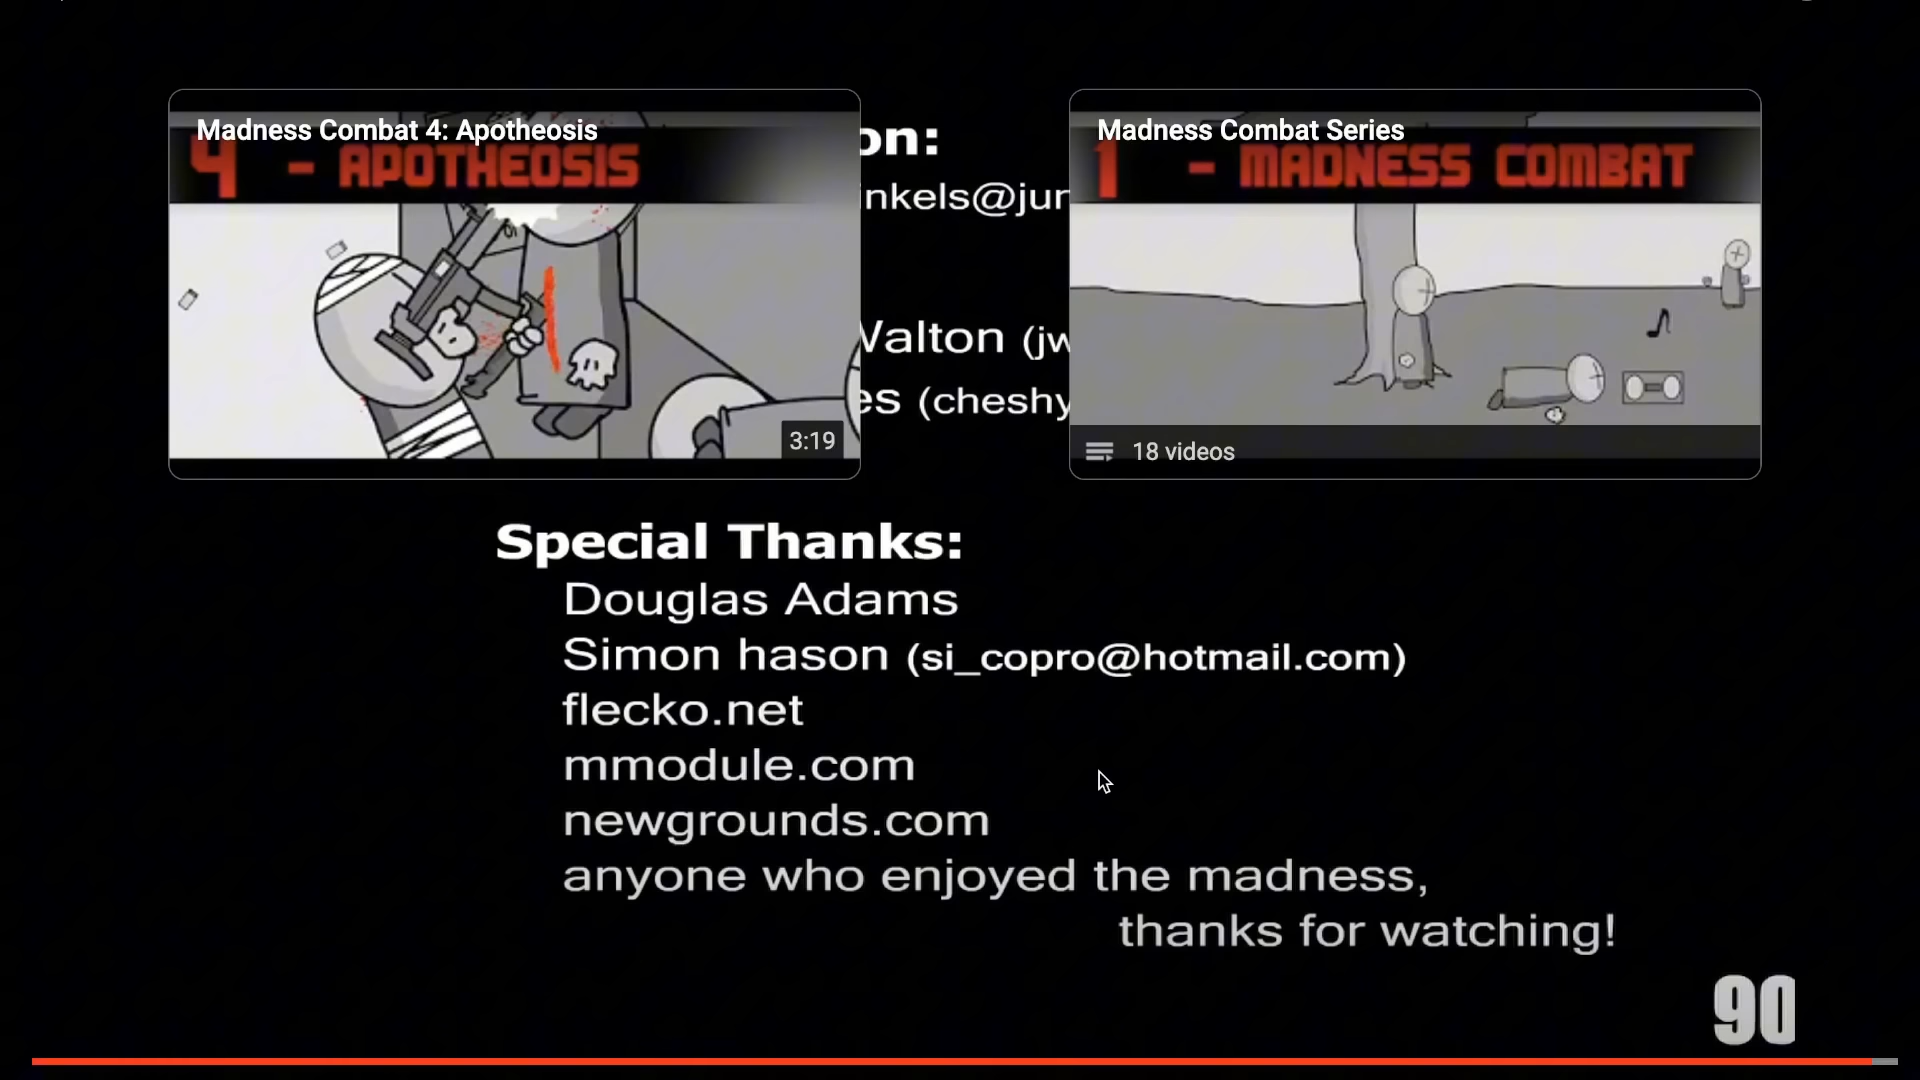 Madness Combat 4: Apotheosis
4 - APOTHEOSIS
3:19
on:
inkels@jur
Walton (jw
es (cheshy
Madness Combat Series
1 - MADNESS COMBAT
18 videos
Special Thanks:
Douglas Adams
Simon hason (si_copro@hotmail.com)
flecko.net
mmodule.com
newgrounds.com
anyone who enjoyed the madness,
thanks for watching!
90